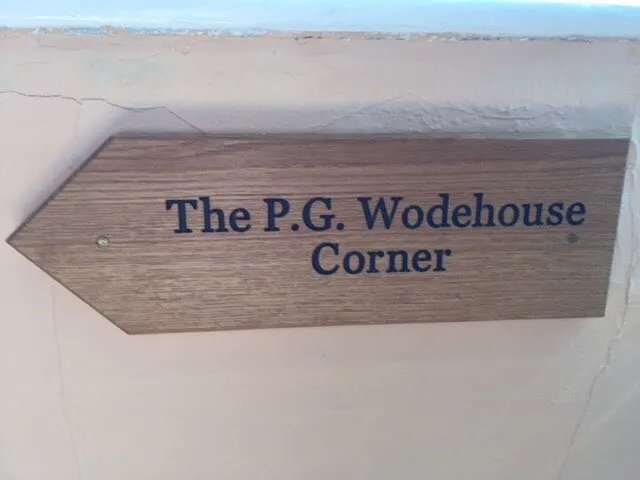 The P.G. Wodehouse
Corner